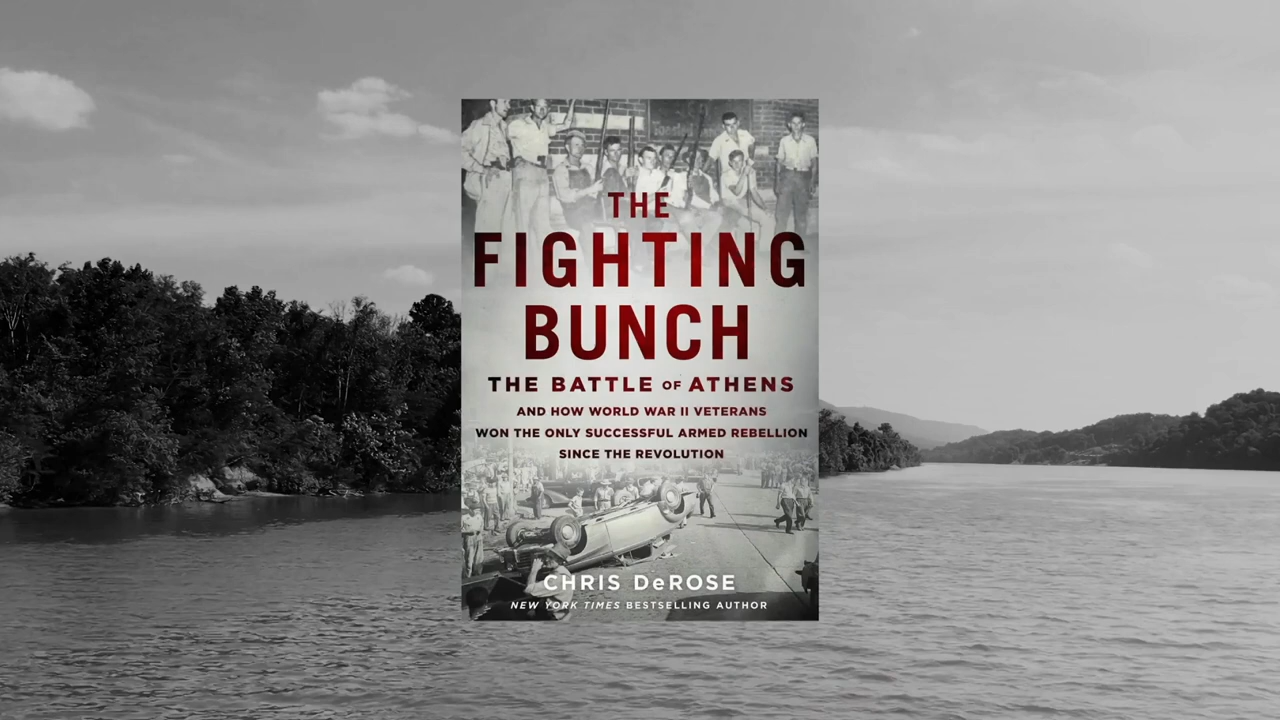 THE
FIGHTING
BUNCH
THE BATTLE OF ATHENS
AND HOW WORLD WAR II VETERANS
WON THE ONLY SUCCESSFUL ARMED REBELLION
SINCE THE REVOLUTION
CHRIS DeROSE
NEW YORK TIMES BESTSELLING AUTHOR